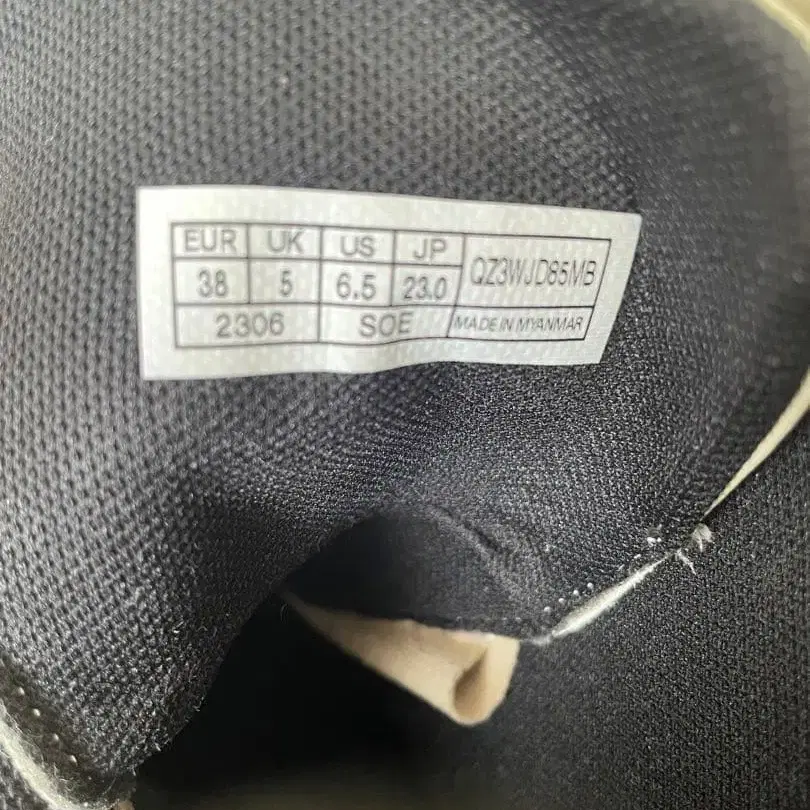 EUR UK US JP QZ3WJD85MB
38 5 6.5 23.0
2306 SOE MADE IN MYANMAR